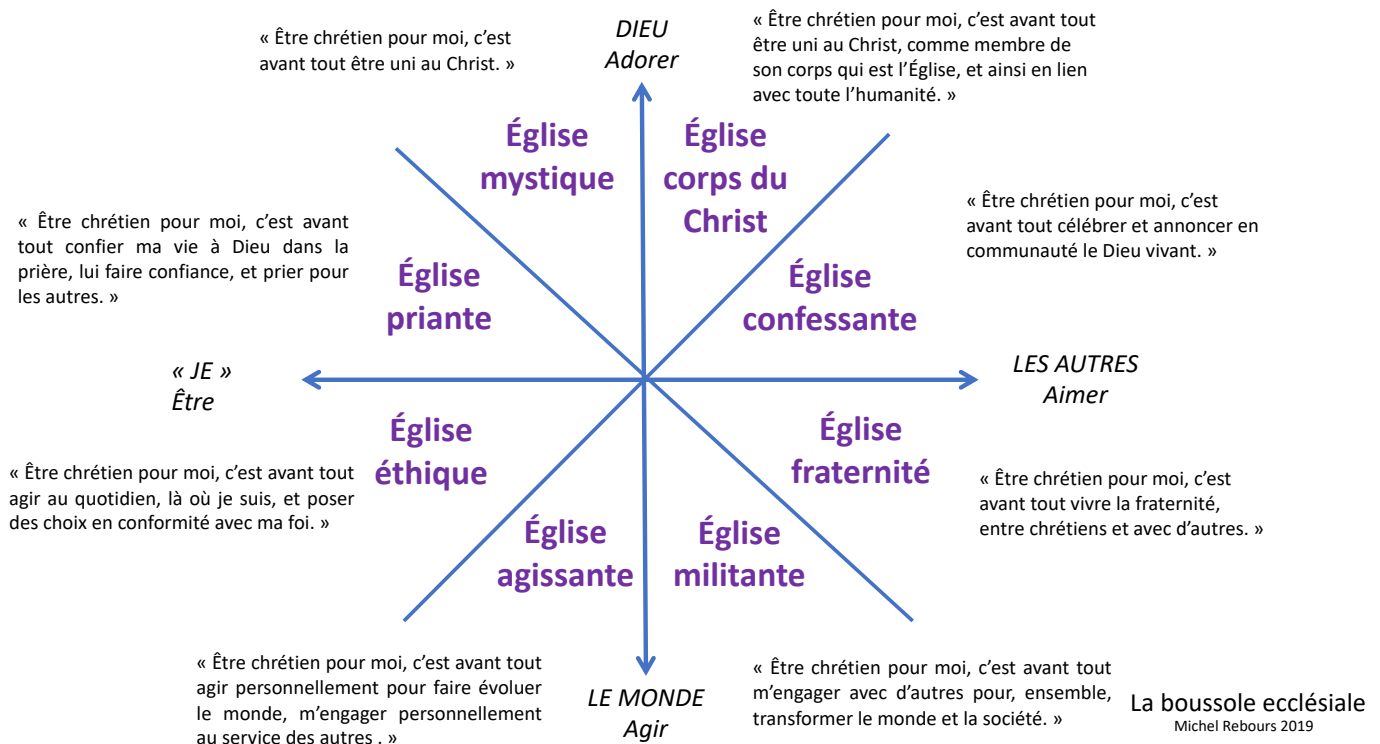 « Être chrétien pour moi, c’est
avant tout être uni au Christ. »
DIEU
Adorer
« Être chrétien pour moi, c’est avant tout
être uni au Christ, comme membre de
son corps qui est l’Église, et ainsi en lien
avec toute l’humanité. »
Église
mystique
Église
corps du
Christ
« Être chrétien pour moi, c’est avant
tout confier ma vie à Dieu dans la
prière, lui faire confiance, et prier pour
les autres. »
Église
priante
Église
confessante
« Être chrétien pour moi, c’est
avant tout célébrer et annoncer en
communauté le Dieu vivant. »
« JE »
Être
LES AUTRES
Aimer
« Être chrétien pour moi, c’est avant tout
agir au quotidien, là où je suis, et poser
des choix en conformité avec ma foi. »
Église
éthique
Église
fraternité
« Être chrétien pour moi, c’est
avant tout vivre la fraternité,
entre chrétiens et avec d’autres. »
Église
agissante
Église
militante
« Être chrétien pour moi, c’est avant tout
agir personnellement pour faire évoluer
le monde, m’engager personnellement
au service des autres . »
LE MONDE
Agir
« Être chrétien pour moi, c’est avant tout
m’engager avec d’autres pour, ensemble,
transformer le monde et la société. »
La boussole ecclésiale
Michel Rebours 2019